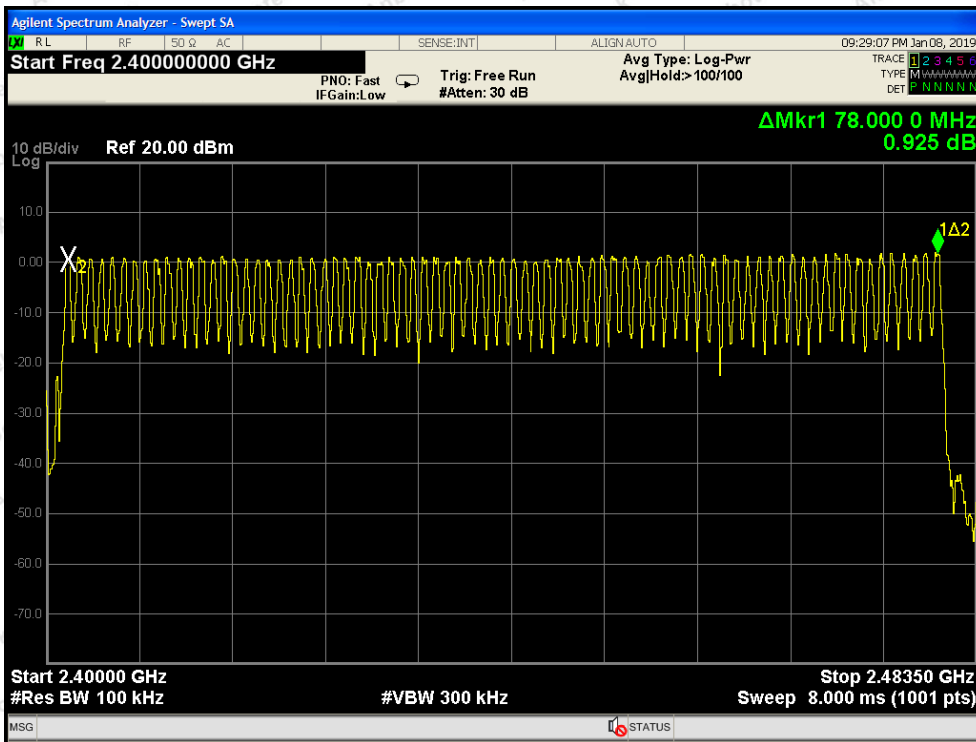 Agilent Spectrum Analyzer - Swept SA
LXI RL RF 50 Ω AC SENSE:INT ALIGN AUTO 09:29:07 PM Jan 08, 2019
Start Freq 2.400000000 GHz
PNO: Fast
IFGain:Low
Trig: Free Run
#Atten: 30 dB
Avg Type: Log-Pwr
Avg|Hold:>100/100
TRACE 1 2 3 4 5 6
TYPE M WWWWW
DET P N N N N N
ΔMkr1 78.000 0 MHz
0.925 dB
10 dB/div Ref 20.00 dBm
Log
10.0
0.00
-10.0
-20.0
-30.0
-40.0
-50.0
-60.0
-70.0
X2
1Δ2
Start 2.40000 GHz Stop 2.48350 GHz
#Res BW 100 kHz #VBW 300 kHz Sweep 8.000 ms (1001 pts)
MSG STATUS